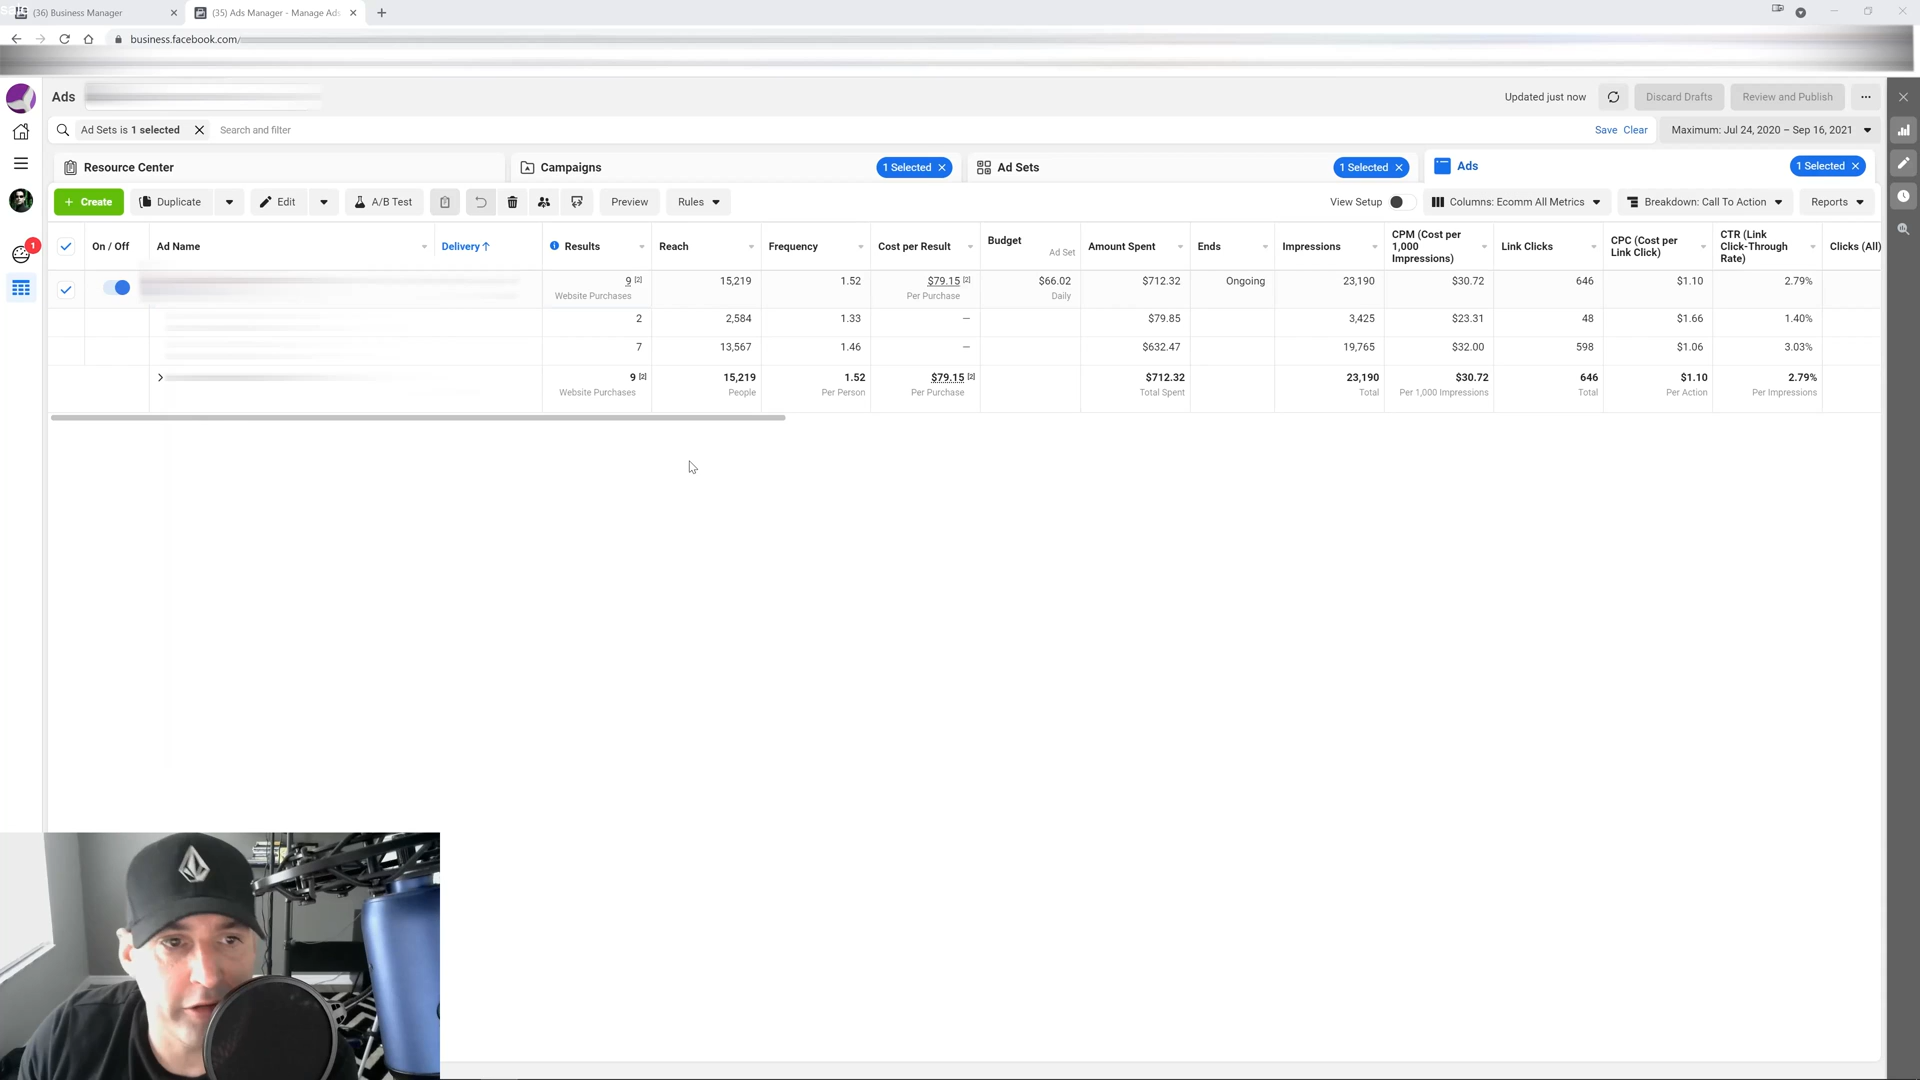 (36) Business Manager
(35) Ads Manager - Manage Ads
business.facebook.com/
Ads
Updated just now
Discard Drafts
Review and Publish
Ad Sets is 1 selected
Search and filter
Save Clear
Maximum: Jul 24, 2020 – Sep 16, 2021
Resource Center
Campaigns
1 Selected
Ad Sets
1 Selected
Ads
1 Selected
+ Create
Duplicate
Edit
A/B Test
Preview
Rules
View Setup
Columns: Ecomm All Metrics
Breakdown: Call To Action
Reports
1
On / Off
Ad Name
Delivery↑
Results
Reach
Frequency
Cost per Result
Budget
Ad Set
Amount Spent
Ends
Impressions
CPM (Cost per
1,000
Impressions)
Link Clicks
CPC (Cost per
Link Click)
CTR (Link
Click-Through
Rate)
Clicks (All)
9 [2] 15,219 1.52 $79.15 [2] $66.02 $712.32 Ongoing 23,190 $30.72 646 $1.10 2.79%
Website Purchases Per Purchase Daily
2 2,584 1.33 — $79.85 3,425 $23.31 48 $1.66 1.40%
7 13,567 1.46 — $632.47 19,765 $32.00 598 $1.06 3.03%
9 [2] 15,219 1.52 $79.15 [2] $712.32 23,190 $30.72 646 $1.10 2.79%
Website Purchases People Per Person Per Purchase Total Spent Total Per 1,000 Impressions Total Per Action Per Impressions